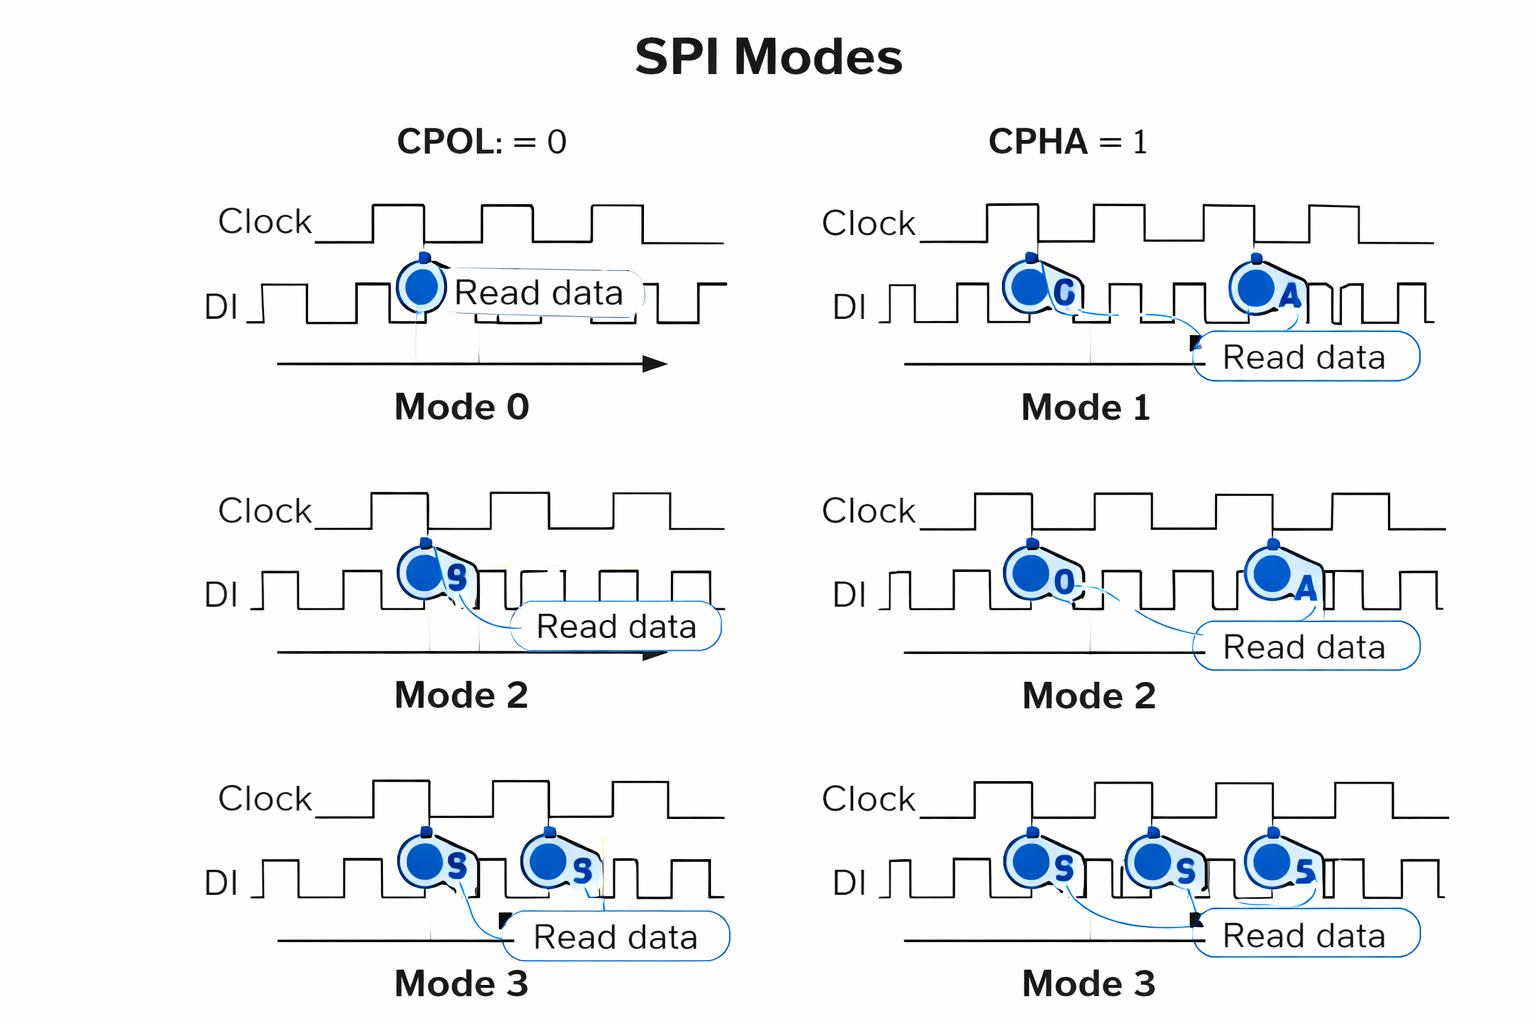 SPI Modes
CPOL: = 0
CPHA = 1
Clock
DI
Read data
Mode 0
Clock
DI
C
A
Read data
Mode 1
Clock
DI
9
Read data
Mode 2
Clock
DI
0
A
Read data
Mode 2
Clock
DI
S
S
Read data
Mode 3
Clock
DI
S
S
5
Read data
Mode 3